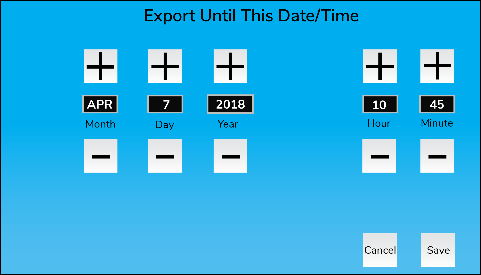 Export Until This Date/Time
+ + + + +
APR 7 2018 10 45
Month Day Year Hour Minute
- - - - -
Cancel Save